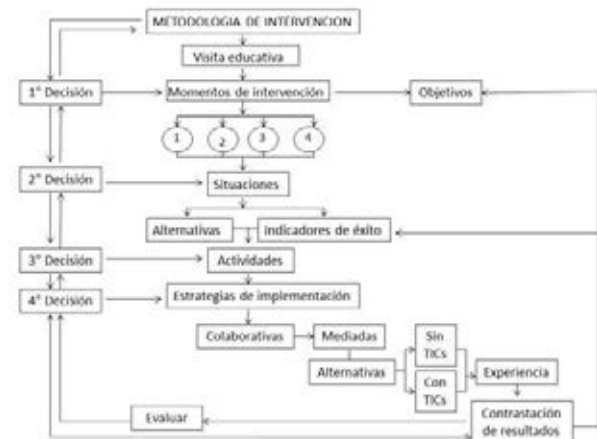 METODOLOGIA DE INTERVENCION
Visita educativa
1° Decisión
Momentos de intervención
Objetivos
1
2
3
4
2° Decisión
Situaciones
Alternativas
Indicadores de éxito
3° Decisión
Actividades
4° Decisión
Estrategias de implementación
Colaborativas
Mediadas
Sin
TICs
Alternativas
Con
TICs
Experiencia
Evaluar
Contrastación
de resultados